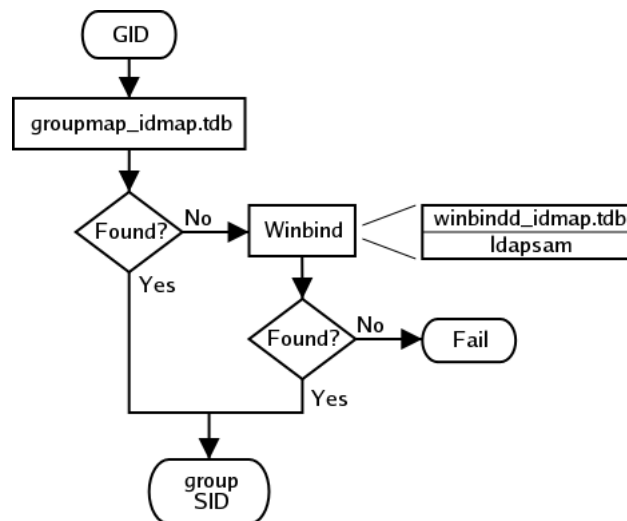 GID
groupmap_idmap.tdb
Found?
No
Winbind
winbindd_idmap.tdb
ldapsam
Yes
Found?
No
Fail
Yes
group
SID